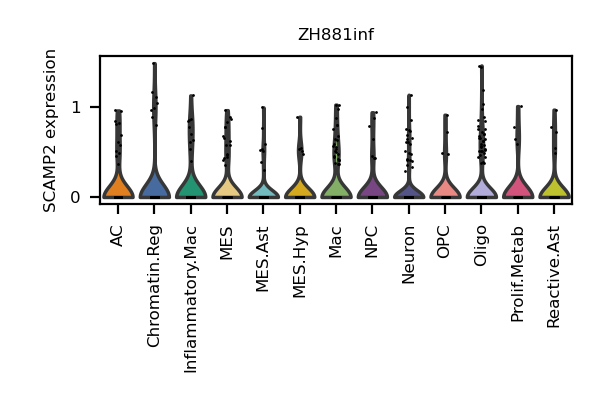 ZH881inf
SCAMP2 expression
1
0
AC
Chromatin.Reg
Inflammatory.Mac
MES
MES.Ast
MES.Hyp
Mac
NPC
Neuron
OPC
Oligo
Prolif.Metab
Reactive.Ast